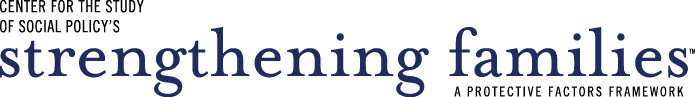 CENTER FOR THE STUDY
OF SOCIAL POLICY'S
strengthening families™
A PROTECTIVE FACTORS FRAMEWORK